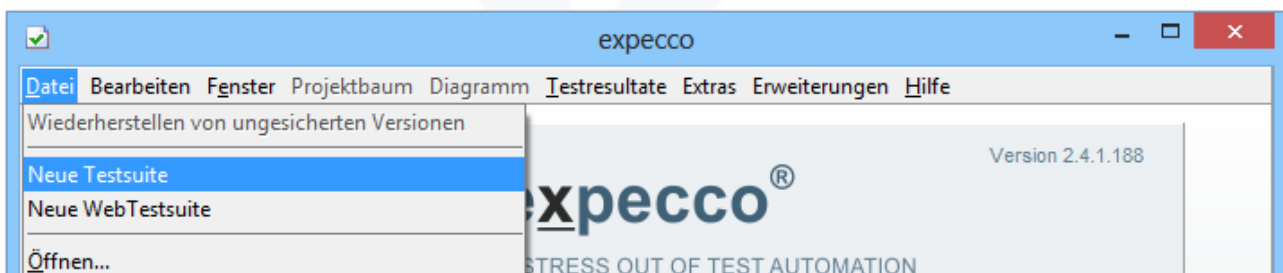 expecco
Datei Bearbeiten Fenster Projektbaum Diagramm Testresultate Extras Erweiterungen Hilfe
Wiederherstellen von ungesicherten Versionen
Version 2.4.1.188
Neue Testsuite
expecco®
Neue WebTestsuite
Öffnen...
STRESS OUT OF TEST AUTOMATION